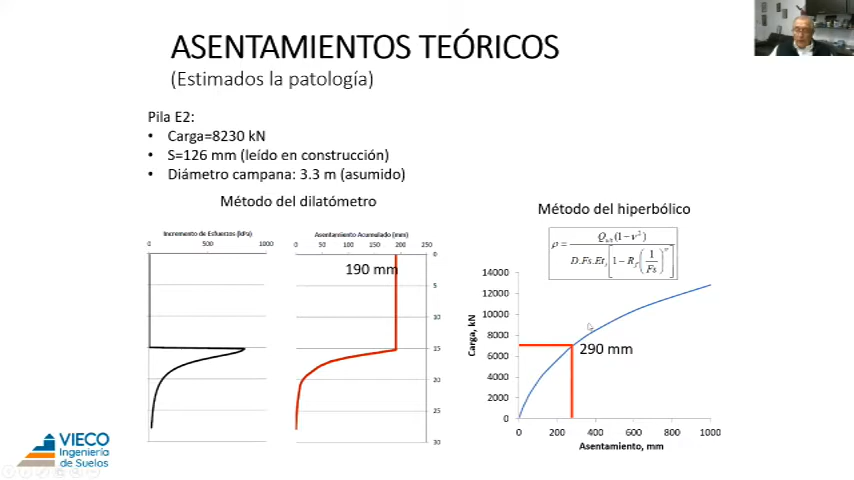 ASENTAMIENTOS TEÓRICOS
(Estimados la patología)
Pila E2:
• Carga=8230 kN
• S=126 mm (leído en construcción)
• Diámetro campana: 3.3 m (asumido)
Método del dilatómetro
Incremento de Esfuerzos (kPa)
0 500 1000
Asentamiento Acumulado (mm)
0 50 100 150 200 250
190 mm
0
5
10
15
20
25
30
Método del hiperbólico
14000
12000
10000
8000
6000
4000
2000
0
Carga, kN
290 mm
0 200 400 600 800 1000
Asentamiento, mm
VIECO
Ingeniería
de Suelos